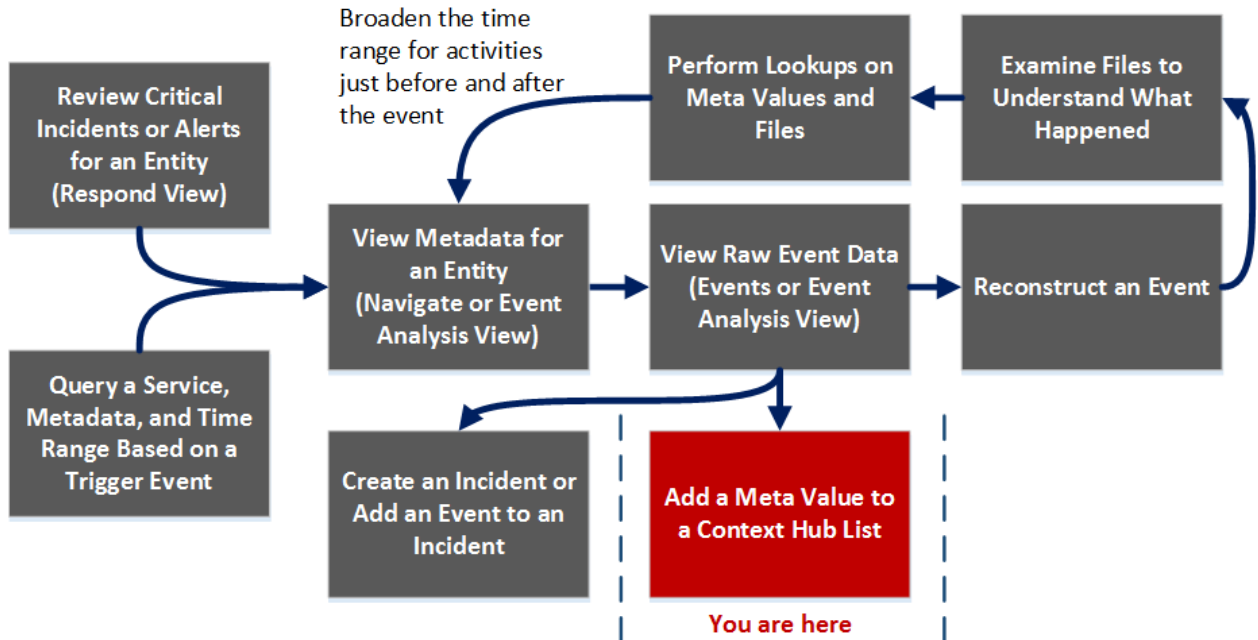 Broaden the time
range for activities
just before and after
the event
Review Critical
Incidents or Alerts
for an Entity
(Respond View)
Perform Lookups on
Meta Values and
Files
Examine Files to
Understand What
Happened
View Metadata for
an Entity
(Navigate or Event
Analysis View)
View Raw Event Data
(Events or Event
Analysis View)
Reconstruct an Event
Query a Service,
Metadata, and Time
Range Based on a
Trigger Event
Create an Incident or
Add an Event to an
Incident
Add a Meta Value to
a Context Hub List
You are here